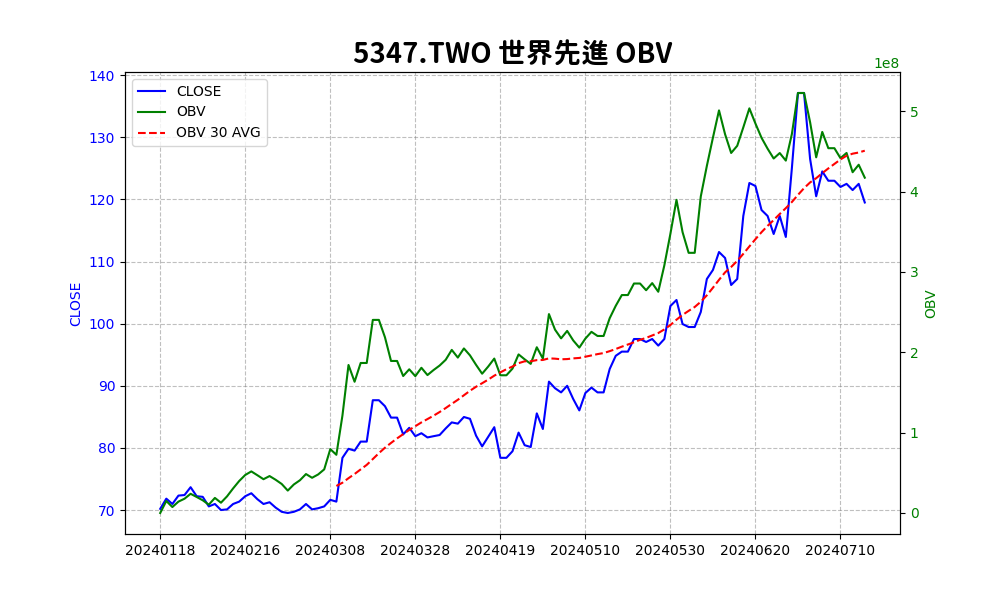 5347.TWO 世界先進 OBV
1e8
CLOSE
OBV
OBV 30 AVG
140
130
120
110
100
90
80
70
CLOSE
5
4
3
2
1
0
OBV
20240118 20240216 20240308 20240328 20240419 20240510 20240530 20240620 20240710